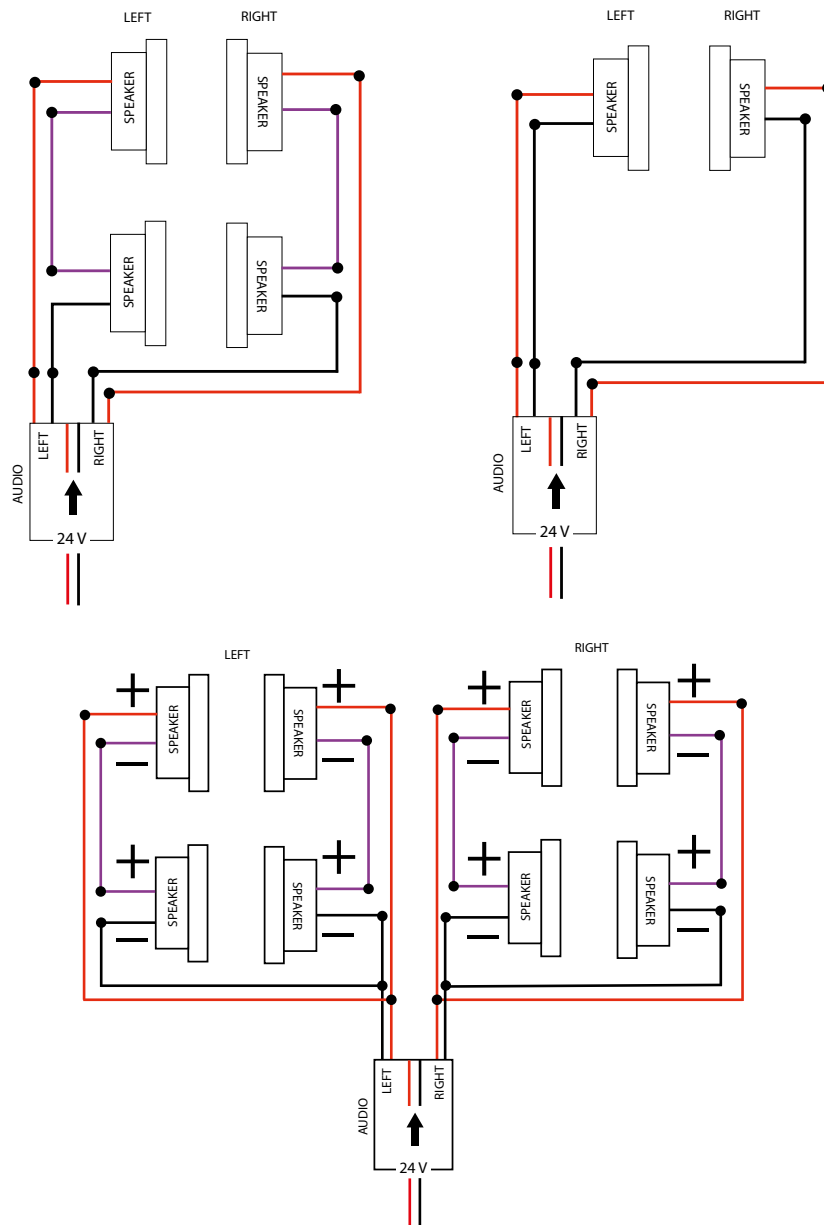 LEFT
RIGHT
SPEAKER
SPEAKER
SPEAKER
SPEAKER
LEFT
RIGHT
AUDIO
24 V
LEFT
RIGHT
SPEAKER
SPEAKER
LEFT
RIGHT
AUDIO
24 V
LEFT
RIGHT
+
+
+
+
SPEAKER
SPEAKER
SPEAKER
SPEAKER
−
−
−
−
+
+
+
+
SPEAKER
SPEAKER
SPEAKER
SPEAKER
−
−
−
−
LEFT
RIGHT
AUDIO
24 V